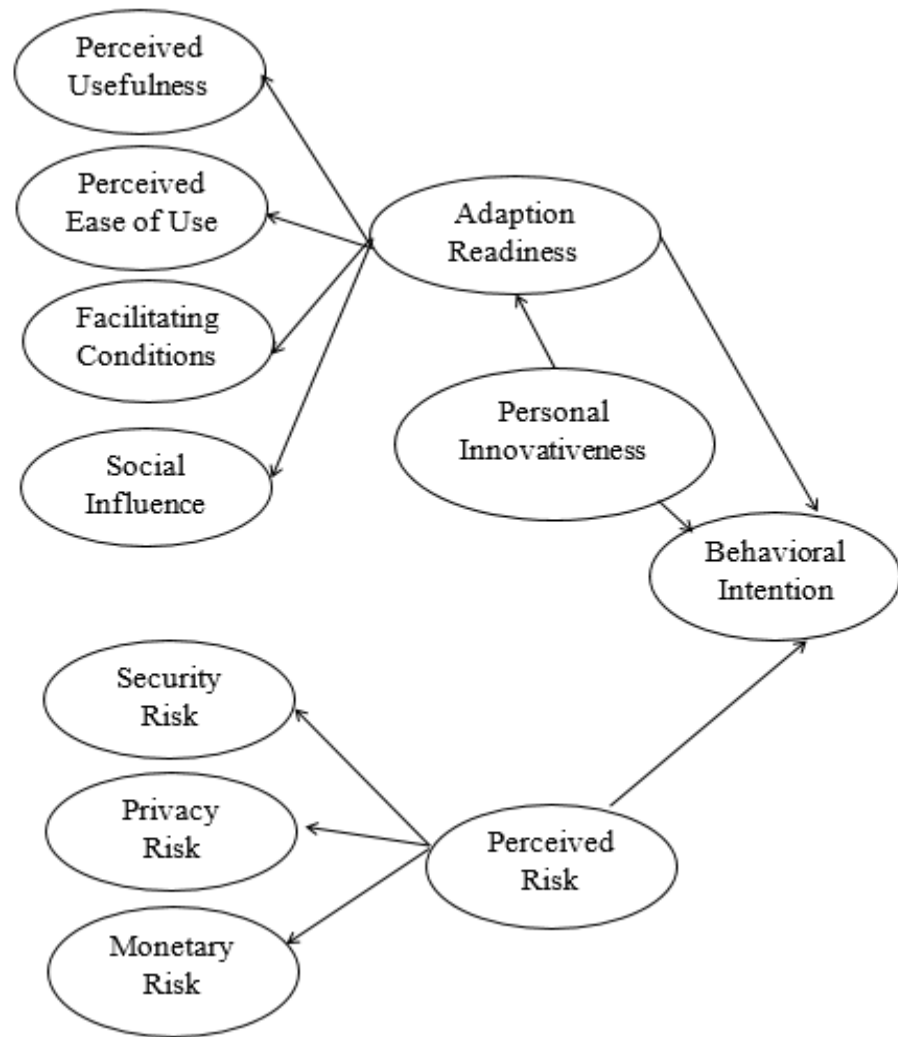 Perceived
Usefulness
Perceived
Ease of Use
Facilitating
Conditions
Social
Influence
Adaption
Readiness
Personal
Innovativeness
Behavioral
Intention
Security
Risk
Privacy
Risk
Monetary
Risk
Perceived
Risk